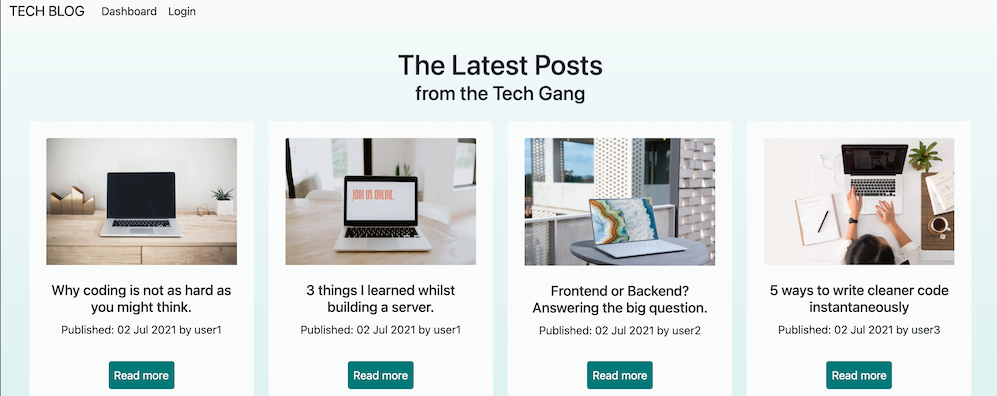 TECH BLOG Dashboard Login
The Latest Posts
from the Tech Gang
JOIN US ONLINE.
Why coding is not as hard as
you might think.
Published: 02 Jul 2021 by user1
Read more
3 things I learned whilst
building a server.
Published: 02 Jul 2021 by user1
Read more
Frontend or Backend?
Answering the big question.
Published: 02 Jul 2021 by user2
Read more
5 ways to write cleaner code
instantaneously
Published: 02 Jul 2021 by user3
Read more